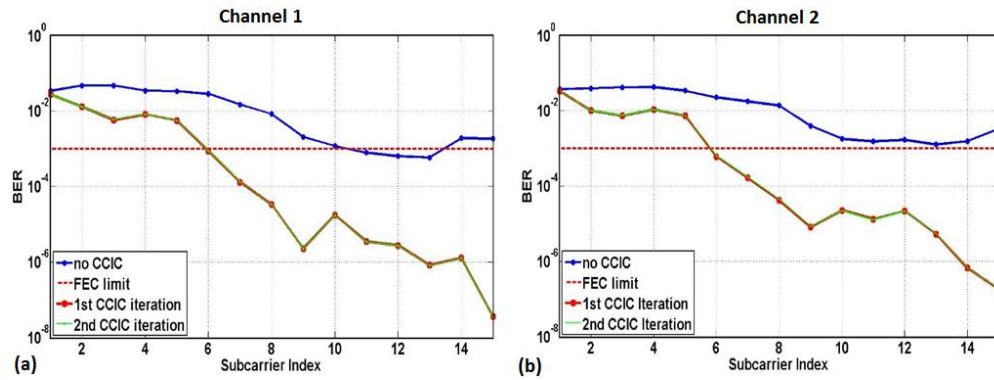 Channel 1
10^0
10^-2
10^-4
10^-6
10^-8
BER
no CCIC
FEC limit
1st CCIC iteration
2nd CCIC iteration
2 4 6 8 10 12 14
Subcarrier Index
(a)
Channel 2
10^0
10^-2
10^-4
10^-6
10^-8
BER
no CCIC
FEC limit
1st CCIC Iteration
2nd CCIC Iteration
2 4 6 8 10 12 14
Subcarrier Index
(b)